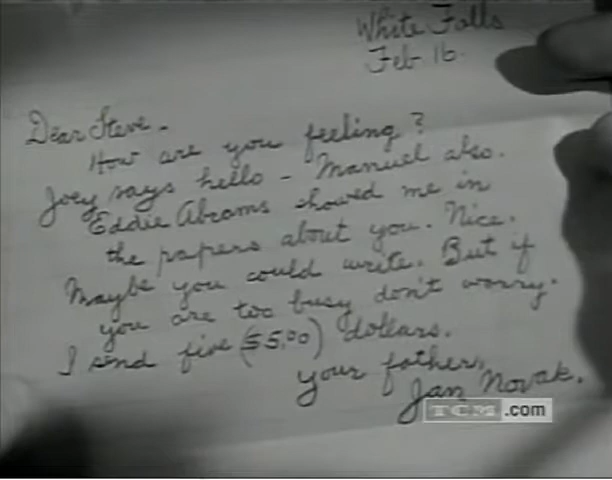 White Falls
Feb 16.
Dear Steve -
How are you feeling?
Joey says hello - Manuel also.
Eddie Abrams showed me in
the papers about you. Nice.
Maybe you could write. But if
you are too busy don't worry.
I send five ($5.00) dollars.
your father,
Jan Novak.
TCM.com